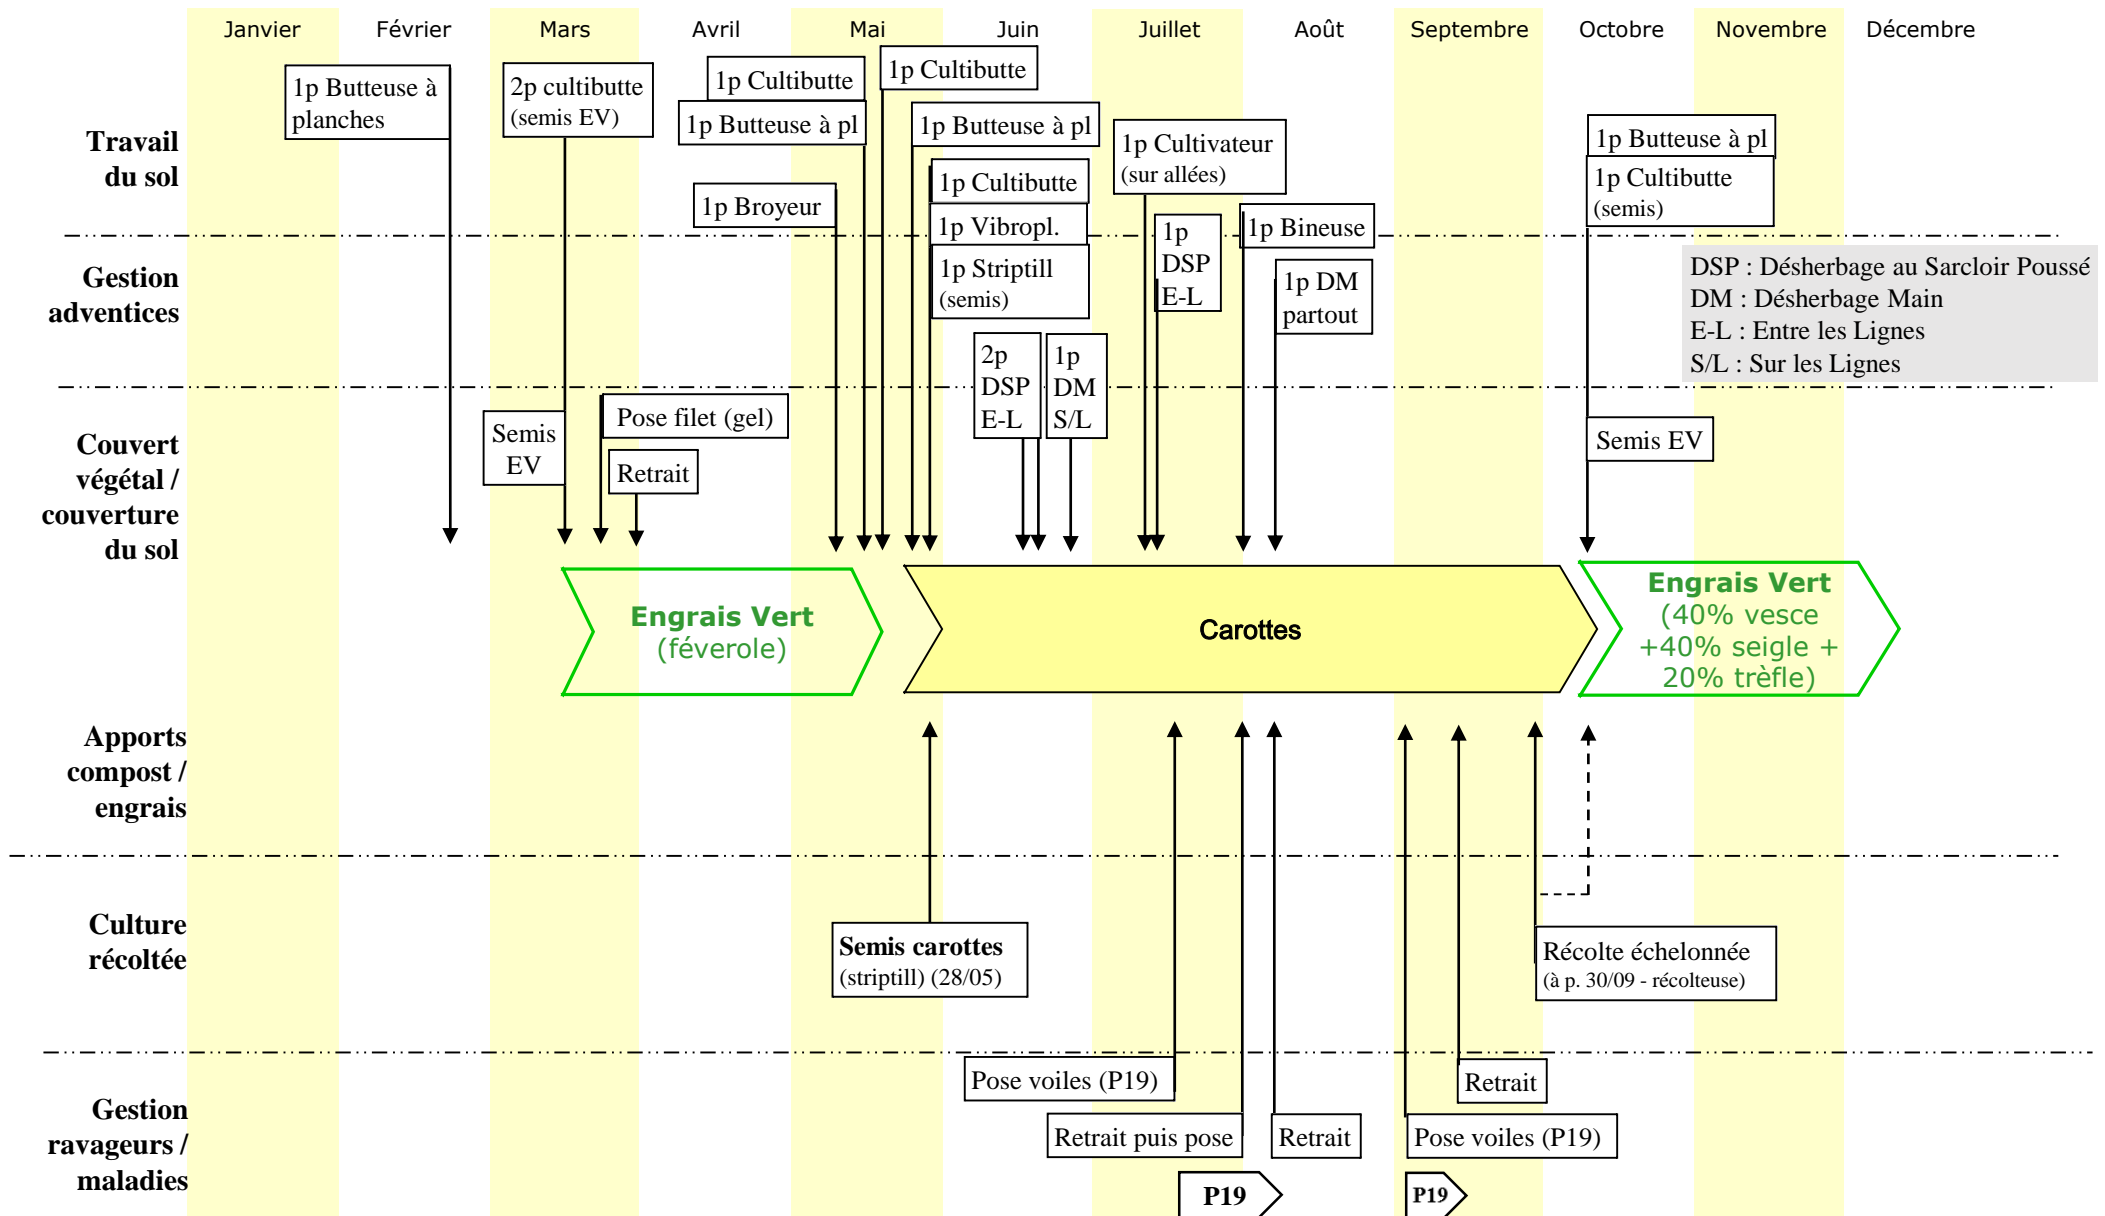 Janvier
Février
Mars
Avril
Mai
Juin
Juillet
Août
Septembre
Octobre
Novembre
Décembre
Travail
du sol
1p Butteuse à
planches
2p cultibutte
(semis EV)
1p Cultibutte
1p Butteuse à pl
1p Broyeur
1p Cultibutte
1p Butteuse à pl
1p Cultibutte
1p Vibropl.
1p Striptill
(semis)
1p Cultivateur
(sur allées)
1p
DSP
E-L
1p Bineuse
1p DM
partout
1p Butteuse à pl
1p Cultibutte
(semis)
Gestion
adventices
2p
DSP
E-L
1p
DM
S/L
DSP : Désherbage au Sarcloir Poussé
DM : Désherbage Main
E-L : Entre les Lignes
S/L : Sur les Lignes
Couvert
végétal /
couverture
du sol
Semis
EV
Pose filet (gel)
Retrait
Semis EV
Engrais Vert
(féverole)
Carottes
Engrais Vert
(40% vesce
+40% seigle +
20% trèfle)
Apports
compost /
engrais
Culture
récoltée
Semis carottes
(striptill) (28/05)
Récolte échelonnée
(à p. 30/09 - récolteuse)
Gestion
ravageurs /
maladies
Pose voiles (P19)
Retrait puis pose
Retrait
Retrait
Pose voiles (P19)
P19
P19